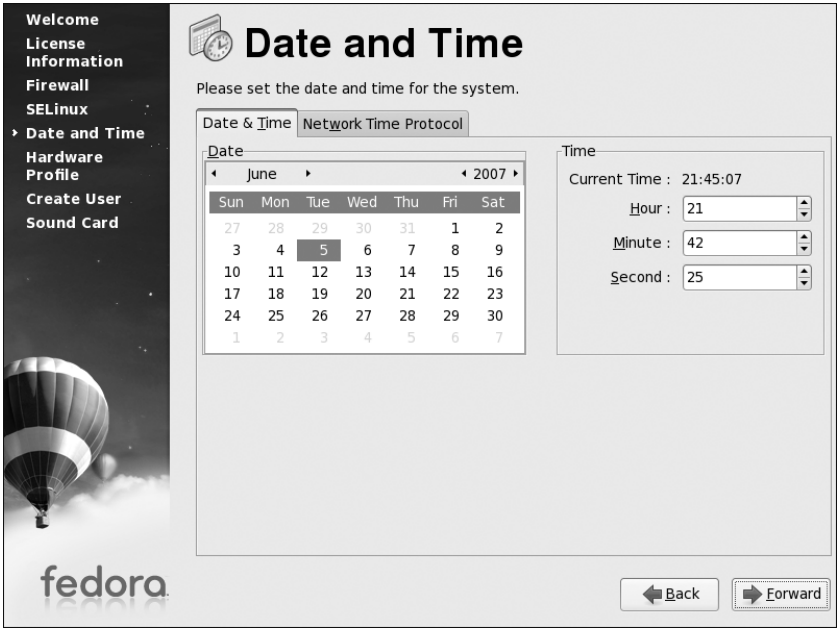 Welcome
License
Information
Firewall
SELinux
Date and Time
Hardware
Profile
Create User
Sound Card
fedora
Date and Time
Please set the date and time for the system.
Date & Time Network Time Protocol
Date
June 2007
Sun Mon Tue Wed Thu Fri Sat
27 28 29 30 31 1 2
3 4 5 6 7 8 9
10 11 12 13 14 15 16
17 18 19 20 21 22 23
24 25 26 27 28 29 30
1 2 3 4 5 6 7
Time
Current Time : 21:45:07
Hour : 21
Minute : 42
Second : 25
Back Forward